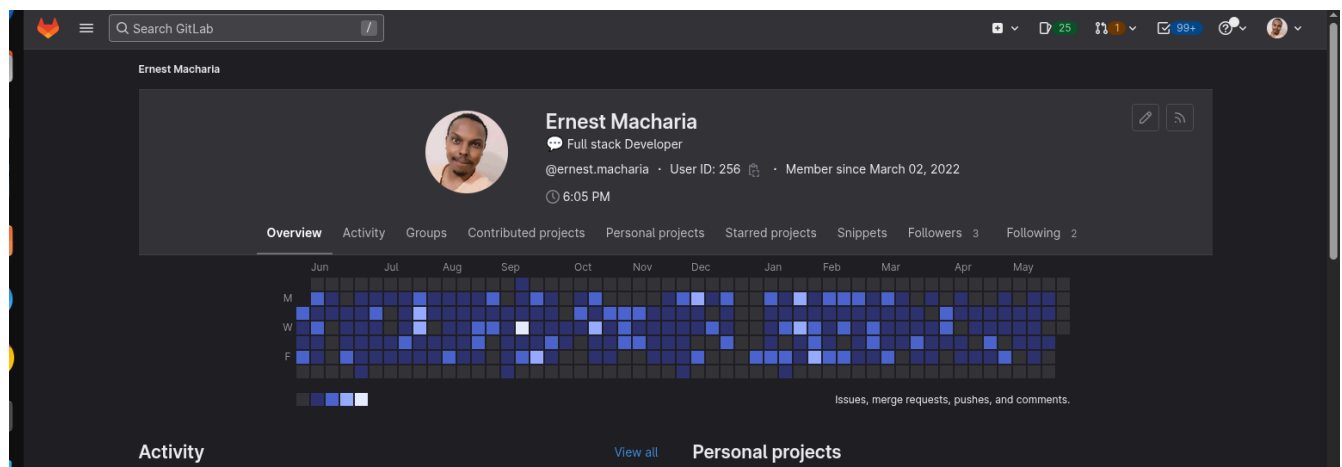 Search GitLab /
25 1 99+
Ernest Macharia
Ernest Macharia
Full stack Developer
@ernest.macharia · User ID: 256 · Member since March 02, 2022
6:05 PM
Overview Activity Groups Contributed projects Personal projects Starred projects Snippets Followers 3 Following 2
Jun Jul Aug Sep Oct Nov Dec Jan Feb Mar Apr May
M
W
F
Issues, merge requests, pushes, and comments.
Activity View all Personal projects